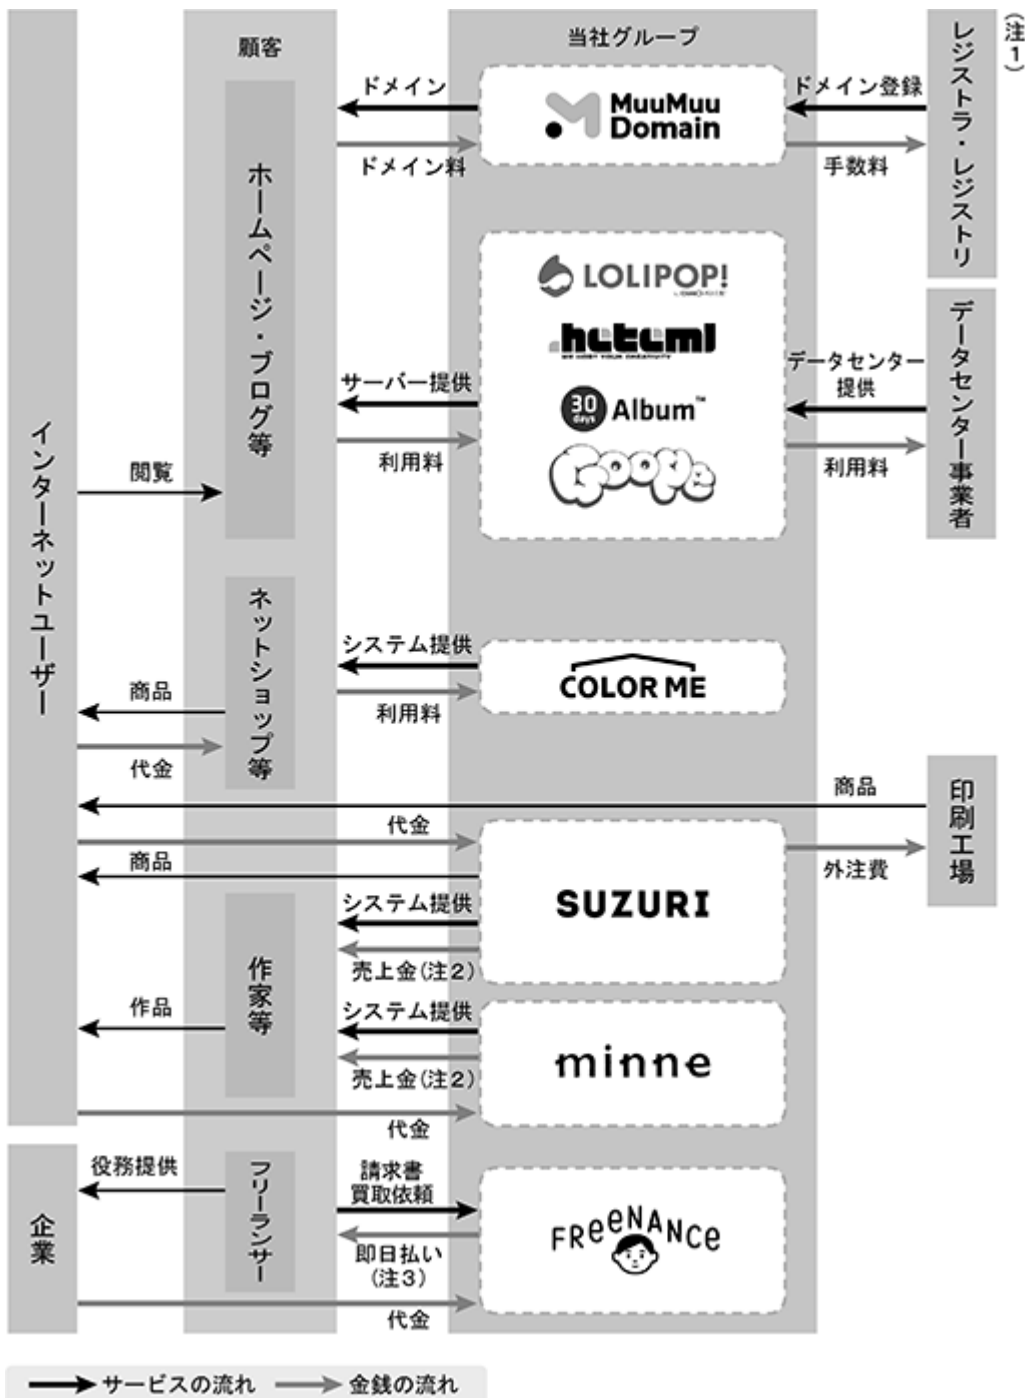 顧客
当社グループ
(注1)
レジストラ・レジストリ
ドメイン
MuuMuu
Domain
ドメイン登録
ドメイン料
手数料
ホームページ・ブログ等
LOLIPOP!
heteml
サーバー提供
30
days
Album™
データセンター
提供
利用料
利用料
Goope
データセンター事業者
インターネットユーザー
閲覧
ネットショップ等
システム提供
COLOR ME
利用料
商品
代金
商品
印刷工場
代金
商品
外注費
SUZURI
システム提供
売上金(注2)
作家等
作品
システム提供
minne
売上金(注2)
代金
企業
役務提供
フリーランサー
請求書
買取依頼
FReeNANCe
即日払い
(注3)
代金
サービスの流れ
金銭の流れ